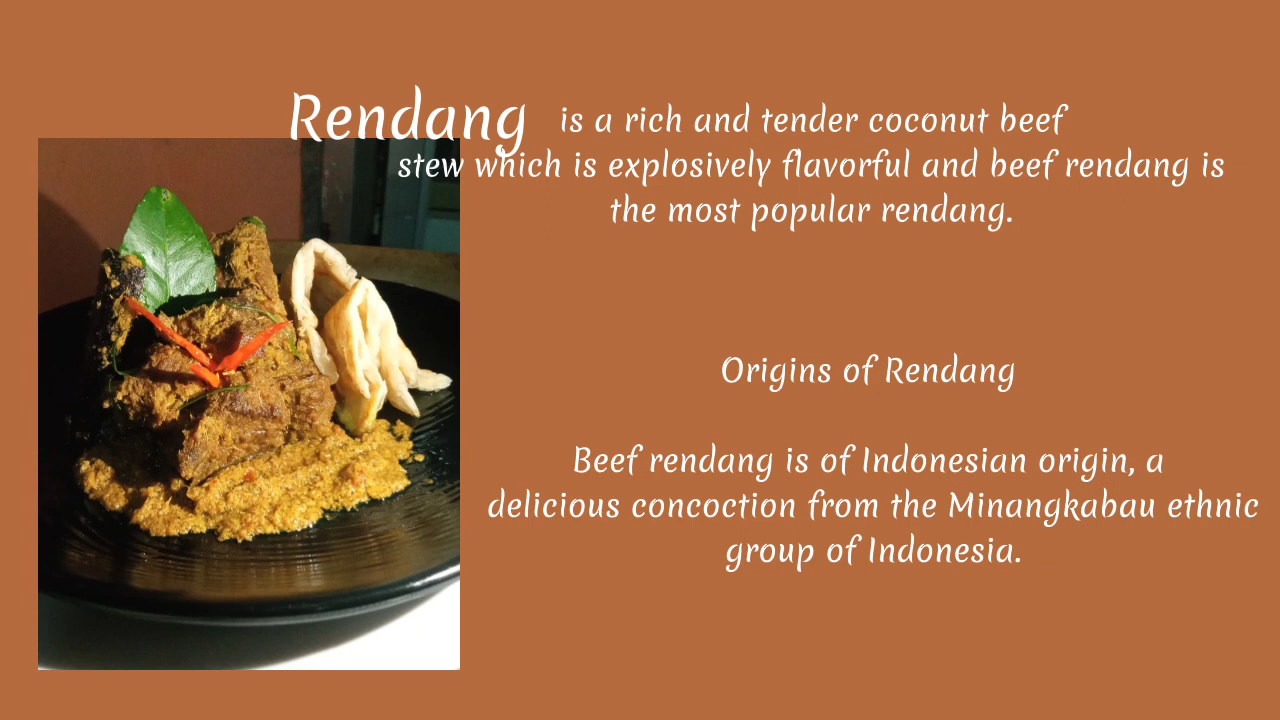 Rendang is a rich and tender coconut beef
stew which is explosively flavorful and beef rendang is
the most popular rendang.
Origins of Rendang
Beef rendang is of Indonesian origin, a
delicious concoction from the Minangkabau ethnic
group of Indonesia.